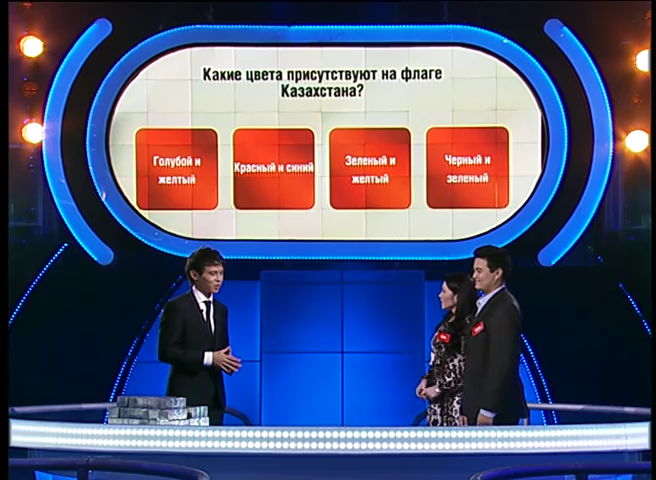 Какие цвета присутствуют на флаге
Казахстана?
Голубой и
желтый
Красный и синий
Зеленый и
желтый
Черный и
зеленый